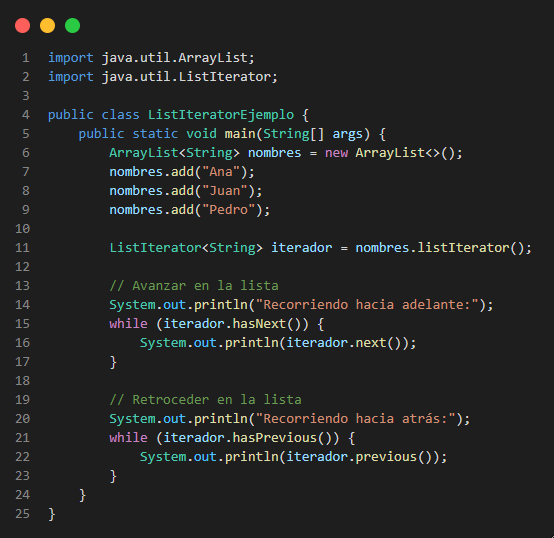 1 import java.util.ArrayList;
2 import java.util.ListIterator;
3
4 public class ListIteratorEjemplo {
5     public static void main(String[] args) {
6         ArrayList<String> nombres = new ArrayList<>();
7         nombres.add("Ana");
8         nombres.add("Juan");
9         nombres.add("Pedro");
10
11         ListIterator<String> iterador = nombres.listIterator();
12
13         // Avanzar en la lista
14         System.out.println("Recorriendo hacia adelante:");
15         while (iterador.hasNext()) {
16             System.out.println(iterador.next());
17         }
18
19         // Retroceder en la lista
20         System.out.println("Recorriendo hacia atrás:");
21         while (iterador.hasPrevious()) {
22             System.out.println(iterador.previous());
23         }
24     }
25 }